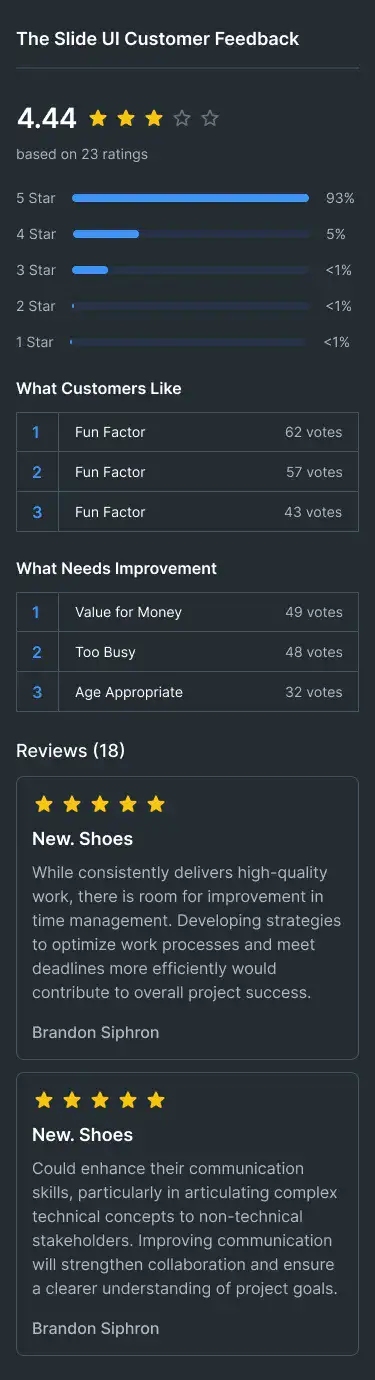 The Slide UI Customer Feedback
4.44
based on 23 ratings
5 Star 93%
4 Star 5%
3 Star <1%
2 Star <1%
1 Star <1%
What Customers Like
1 Fun Factor 62 votes
2 Fun Factor 57 votes
3 Fun Factor 43 votes
What Needs Improvement
1 Value for Money 49 votes
2 Too Busy 48 votes
3 Age Appropriate 32 votes
Reviews (18)
New. Shoes
While consistently delivers high-quality
work, there is room for improvement in
time management. Developing strategies
to optimize work processes and meet
deadlines more efficiently would
contribute to overall project success.
Brandon Siphron
New. Shoes
Could enhance their communication
skills, particularly in articulating complex
technical concepts to non-technical
stakeholders. Improving communication
will strengthen collaboration and ensure
a clearer understanding of project goals.
Brandon Siphron